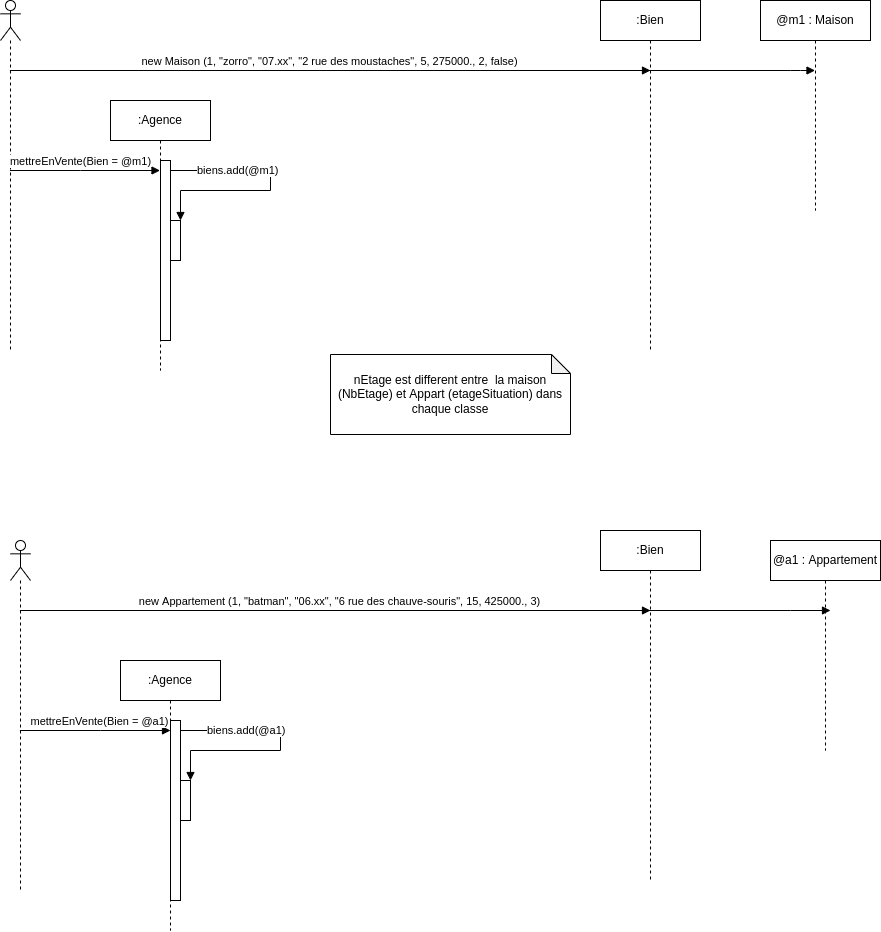 :Bien
@m1 : Maison
new Maison (1, "zorro", "07.xx", "2 rue des moustaches", 5, 275000., 2, false)
:Agence
mettreEnVente(Bien = @m1)
biens.add(@m1)
nEtage est different entre  la maison
(NbEtage) et Appart (etageSituation) dans
chaque classe
:Bien
@a1 : Appartement
new Appartement (1, "batman", "06.xx", "6 rue des chauve-souris", 15, 425000., 3)
:Agence
mettreEnVente(Bien = @a1)
biens.add(@a1)